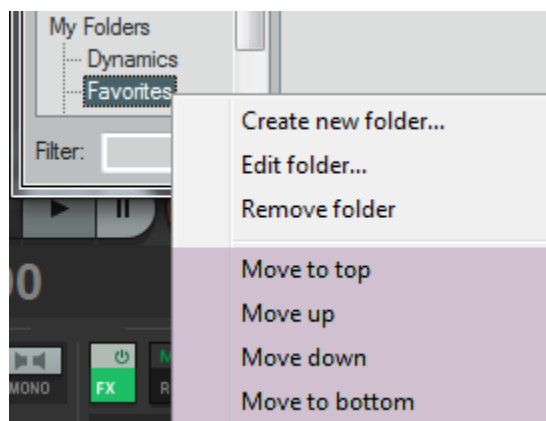 My Folders
Dynamics
Favorites
Filter:
Create new folder...
Edit folder...
Remove folder
Move to top
Move up
Move down
Move to bottom
0
MONO
FX
M
R